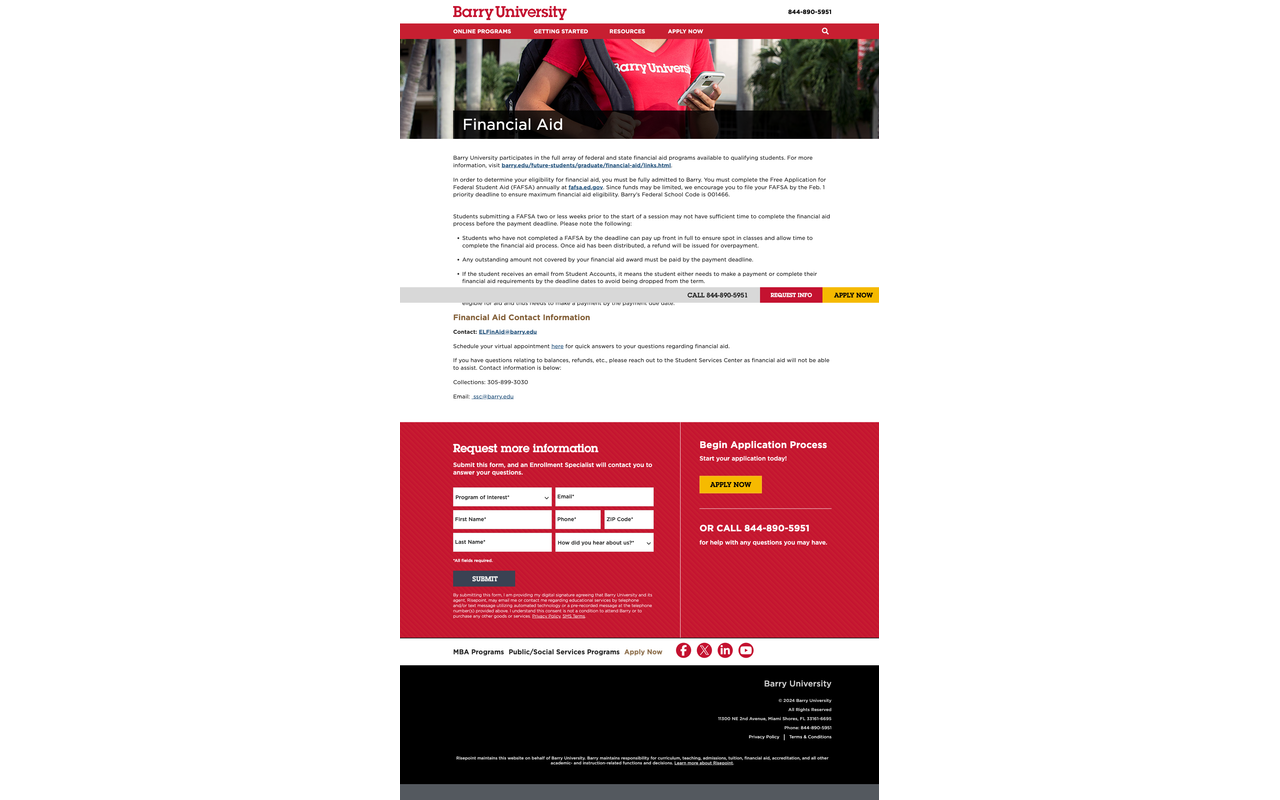 Barry University
844-890-5951
ONLINE PROGRAMS GETTING STARTED RESOURCES APPLY NOW
Barry University
Financial Aid
Barry University participates in the full array of federal and state financial aid programs available to qualifying students. For more
information, visit barry.edu/future-students/graduate/financial-aid/links.html.
In order to determine your eligibility for financial aid, you must be fully admitted to Barry. You must complete the Free Application for
Federal Student Aid (FAFSA) annually at fafsa.ed.gov. Since funds may be limited, we encourage you to file your FAFSA by the Feb. 1
priority deadline to ensure maximum financial aid eligibility. Barry's Federal School Code is 001466.
Students submitting a FAFSA two or less weeks prior to the start of a session may not have sufficient time to complete the financial aid
process before the payment deadline. Please note the following:
• Students who have not completed a FAFSA by the deadline can pay up front in full to ensure spot in classes and allow time to
complete the financial aid process. Once aid has been distributed, a refund will be issued for overpayment.
• Any outstanding amount not covered by your financial aid award must be paid by the payment deadline.
• If the student receives an email from Student Accounts, it means the student either needs to make a payment or complete their
financial aid requirements by the deadline dates to avoid being dropped from the term.
CALL 844-890-5951 REQUEST INFO APPLY NOW
eligible for aid and thus needs to make a payment by the payment due date.
Financial Aid Contact Information
Contact: ELFinAid@barry.edu
Schedule your virtual appointment here for quick answers to your questions regarding financial aid.
If you have questions relating to balances, refunds, etc., please reach out to the Student Services Center as financial aid will not be able
to assist. Contact information is below:
Collections: 305-899-3030
Email: ssc@barry.edu
Request more information
Submit this form, and an Enrollment Specialist will contact you to
answer your questions.
Program of Interest* Email*
First Name* Phone* ZIP Code*
Last Name* How did you hear about us?*
*All fields required.
SUBMIT
By submitting this form, I am providing my digital signature agreeing that Barry University and its
agent, Risepoint, may email me or contact me regarding educational services by telephone
and/or text message utilizing automated technology or a pre-recorded message at the telephone
number(s) provided above. I understand this consent is not a condition to attend Barry or to
purchase any other goods or services. Privacy Policy. SMS Terms.
Begin Application Process
Start your application today!
APPLY NOW
OR CALL 844-890-5951
for help with any questions you may have.
MBA Programs Public/Social Services Programs Apply Now
Barry University
© 2024 Barry University
All Rights Reserved
11300 NE 2nd Avenue, Miami Shores, FL 33161-6695
Phone: 844-890-5951
Privacy Policy | Terms & Conditions
Risepoint maintains this website on behalf of Barry University. Barry maintains responsibility for curriculum, teaching, admissions, tuition, financial aid, accreditation, and all other
academic- and instruction-related functions and decisions. Learn more about Risepoint.